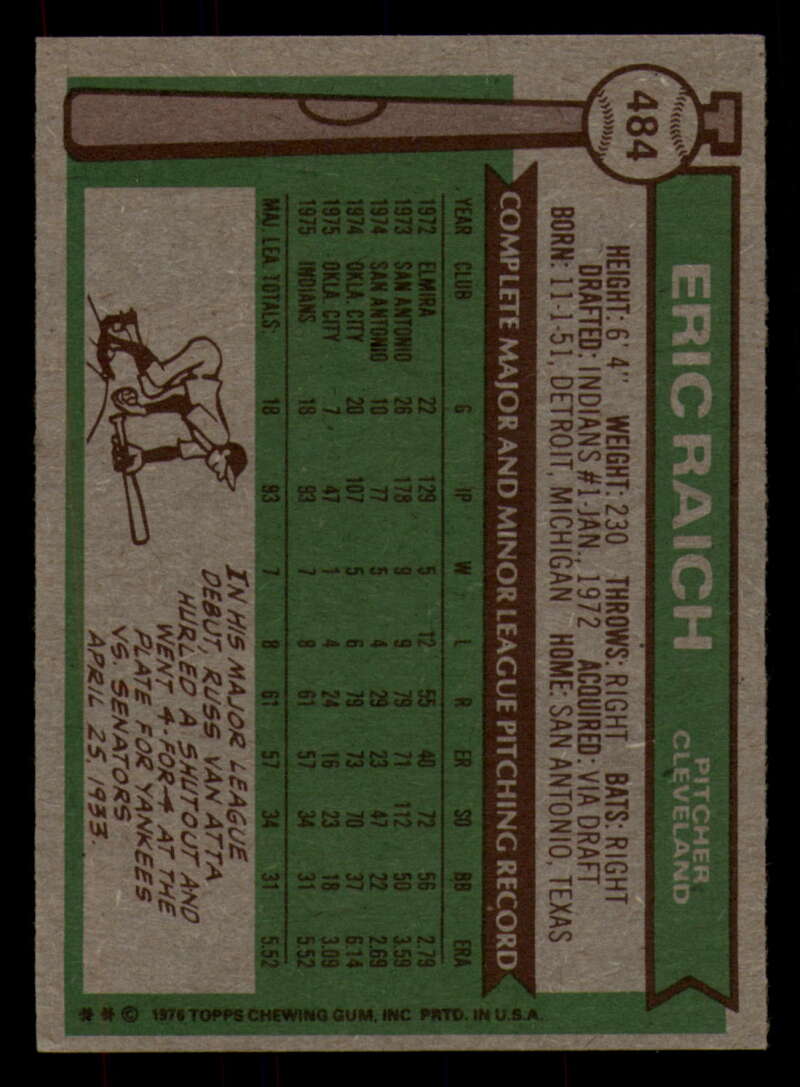 484
ERIC RAICH
PITCHER
CLEVELAND
HEIGHT: 6' 4" WEIGHT: 230 THROWS: RIGHT BATS: RIGHT
DRAFTED: INDIANS #1-JAN., 1972 ACQUIRED: VIA DRAFT
BORN: 11-1-51, DETROIT, MICHIGAN HOME: SAN ANTONIO, TEXAS
COMPLETE MAJOR AND MINOR LEAGUE PITCHING RECORD
YEAR CLUB G IP W L R ER SO BB ERA
1972 ELMIRA 22 129 5 12 55 40 72 56 2.79
1973 SAN ANTONIO 26 178 9 9 79 71 112 50 3.59
1974 SAN ANTONIO 10 77 5 4 29 23 47 22 2.69
1974 OKLA. CITY 20 107 5 6 79 73 70 37 6.14
1975 OKLA. CITY 7 47 1 4 24 16 23 18 3.09
1975 INDIANS 18 93 7 8 61 57 34 31 5.52
MAJ. LEA. TOTALS 18 93 7 8 61 57 34 31 5.52
IN HIS MAJOR LEAGUE
DEBUT, RUSS VAN ATTA
HURLED A SHUTOUT AND
WENT 4-FOR-4 AT THE
PLATE FOR YANKEES
VS. SENATORS
APRIL 25, 1933.
** © 1976 TOPPS CHEWING GUM, INC PRTD. IN U.S.A.